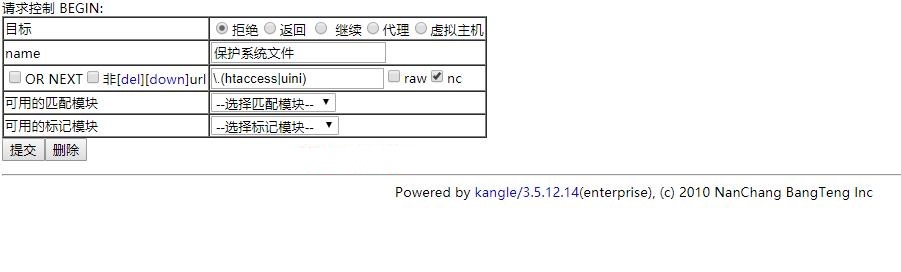 请求控制 BEGIN:
目标 拒绝 返回 继续 代理 虚拟主机
name 保护系统文件
OR NEXT 非[del][down]url \.(htaccess|uini) raw nc
可用的匹配模块 --选择匹配模块--
可用的标记模块 --选择标记模块--
提交 删除
Powered by kangle/3.5.12.14(enterprise), (c) 2010 NanChang BangTeng Inc